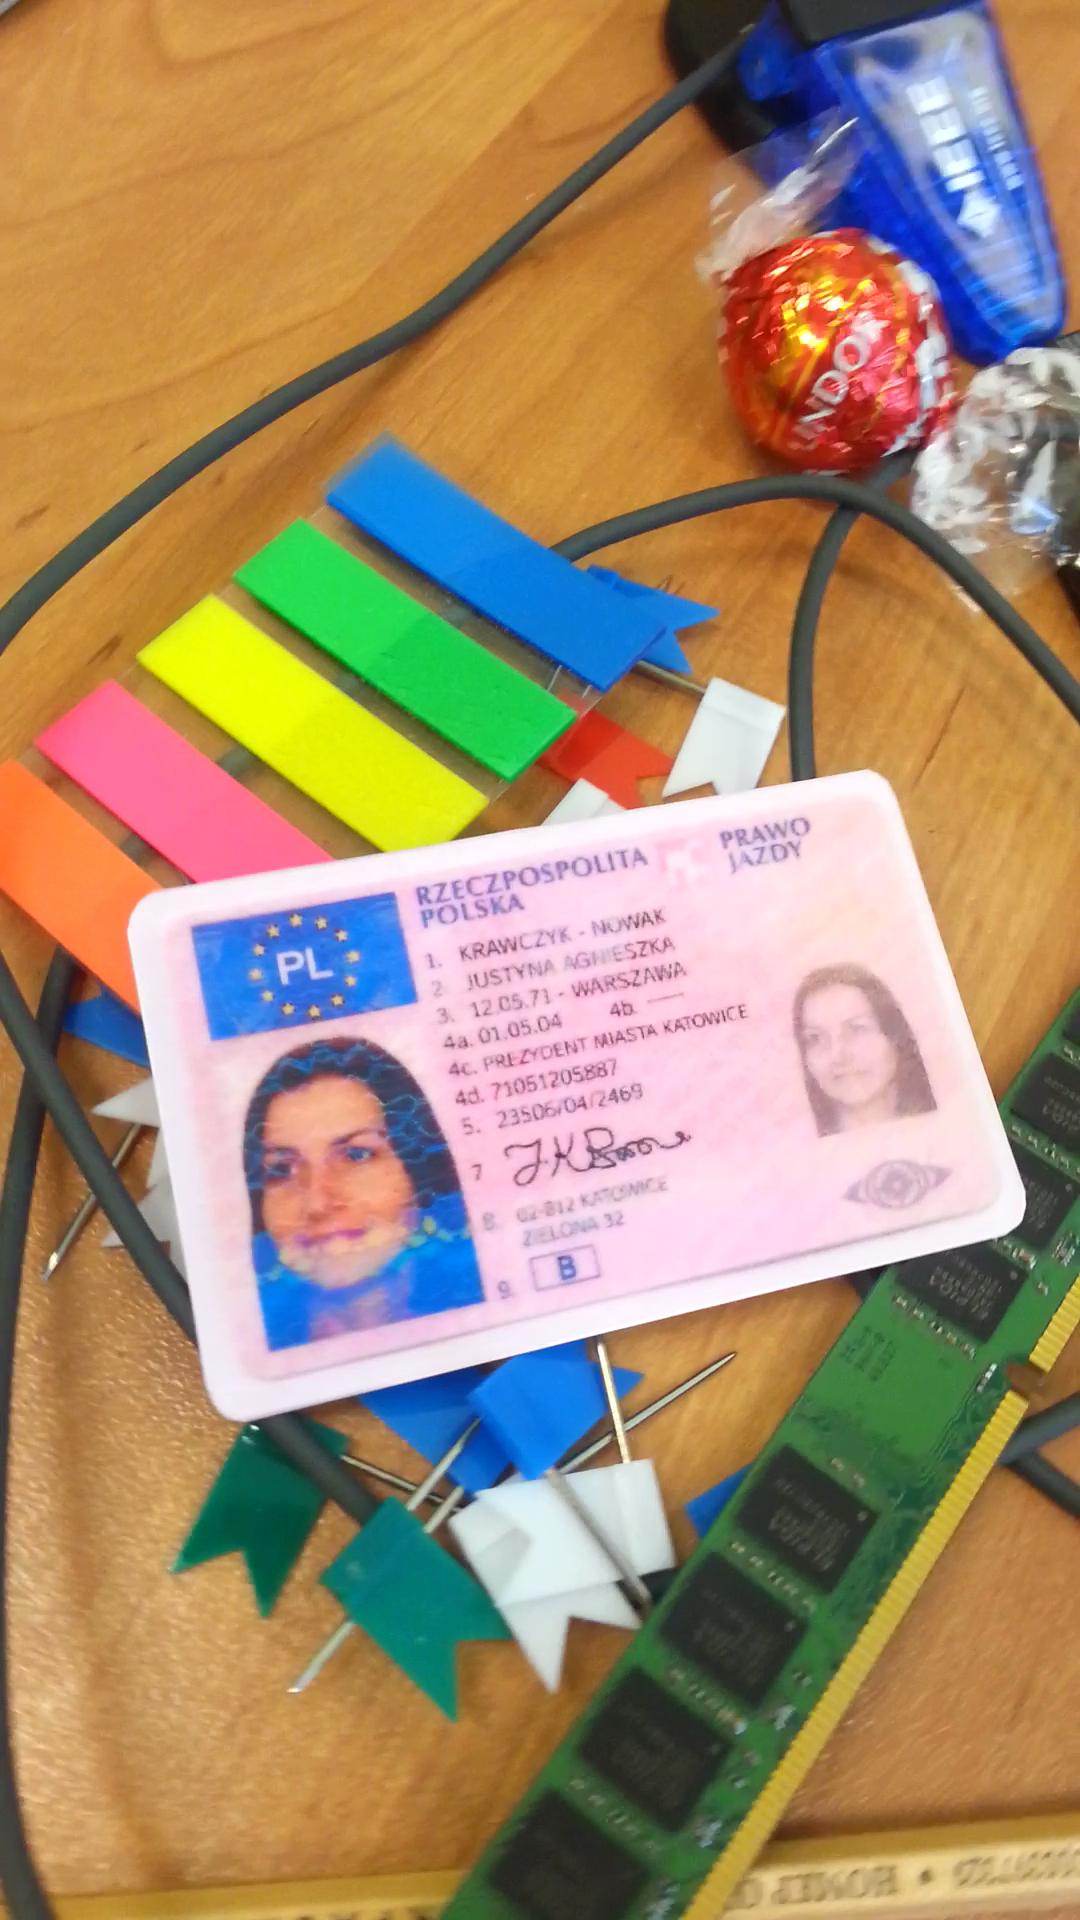 LINDOR
RZECZPOSPOLITA
POLSKA
PRAWO
JAZDY
PL
1. KRAWCZYK - NOWAK
2. JUSTYNA AGNIESZKA
3. 12.05.71 - WARSZAWA
4a. 01.05.04 4b. ——
4c. PREZYDENT MIASTA KATOWICE
4d. 71051205887
5. 23506/04/2469
7
8. 02-812 KATOWICE
ZIELONA 32
9. B